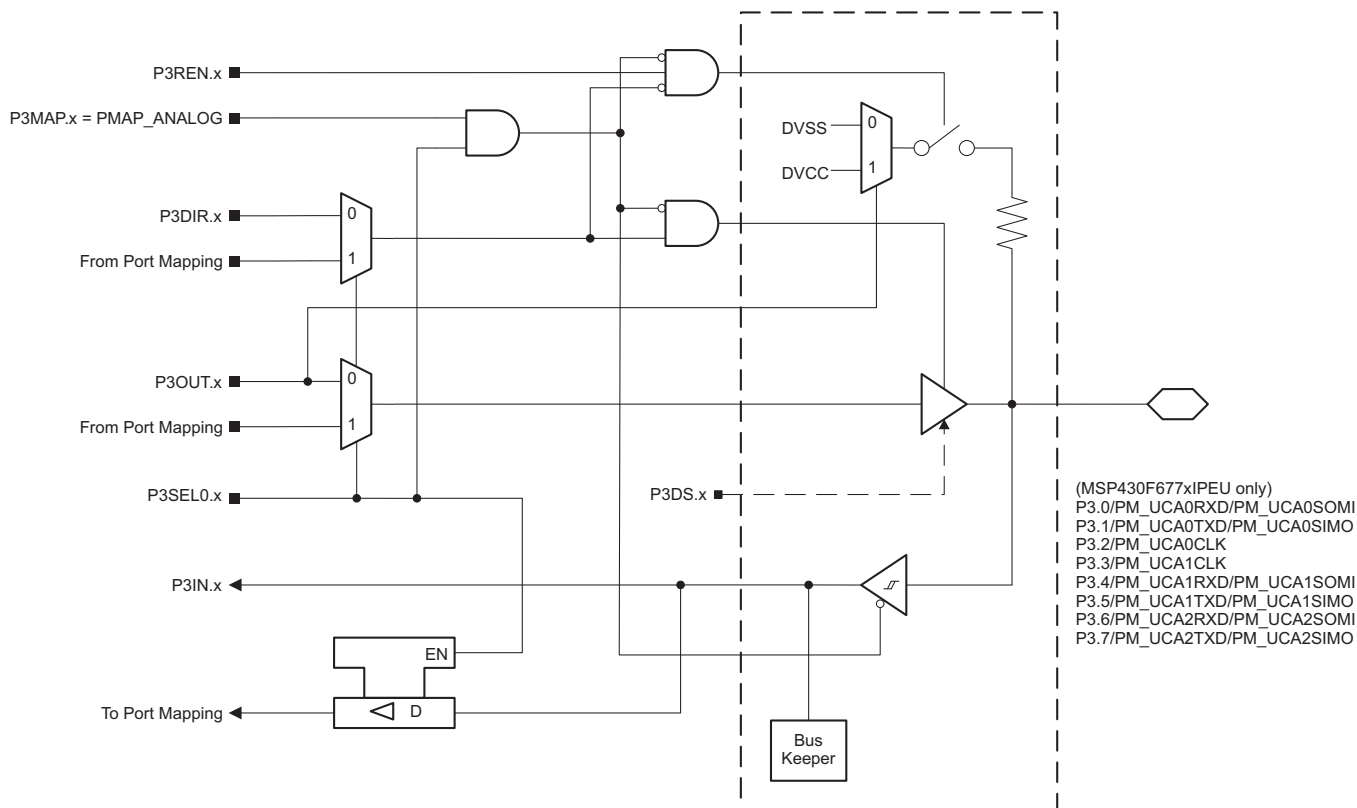 P3REN.x
P3MAP.x = PMAP_ANALOG
DVSS
0
DVCC
1
P3DIR.x
0
From Port Mapping
1
P3OUT.x
0
From Port Mapping
1
P3SEL0.x
P3DS.x
(MSP430F677xIPEU only)
P3.0/PM_UCA0RXD/PM_UCA0SOMI
P3.1/PM_UCA0TXD/PM_UCA0SIMO
P3.2/PM_UCA0CLK
P3.3/PM_UCA1CLK
P3.4/PM_UCA1RXD/PM_UCA1SOMI
P3.5/PM_UCA1TXD/PM_UCA1SIMO
P3.6/PM_UCA2RXD/PM_UCA2SOMI
P3.7/PM_UCA2TXD/PM_UCA2SIMO
P3IN.x
EN
To Port Mapping
D
Bus
Keeper